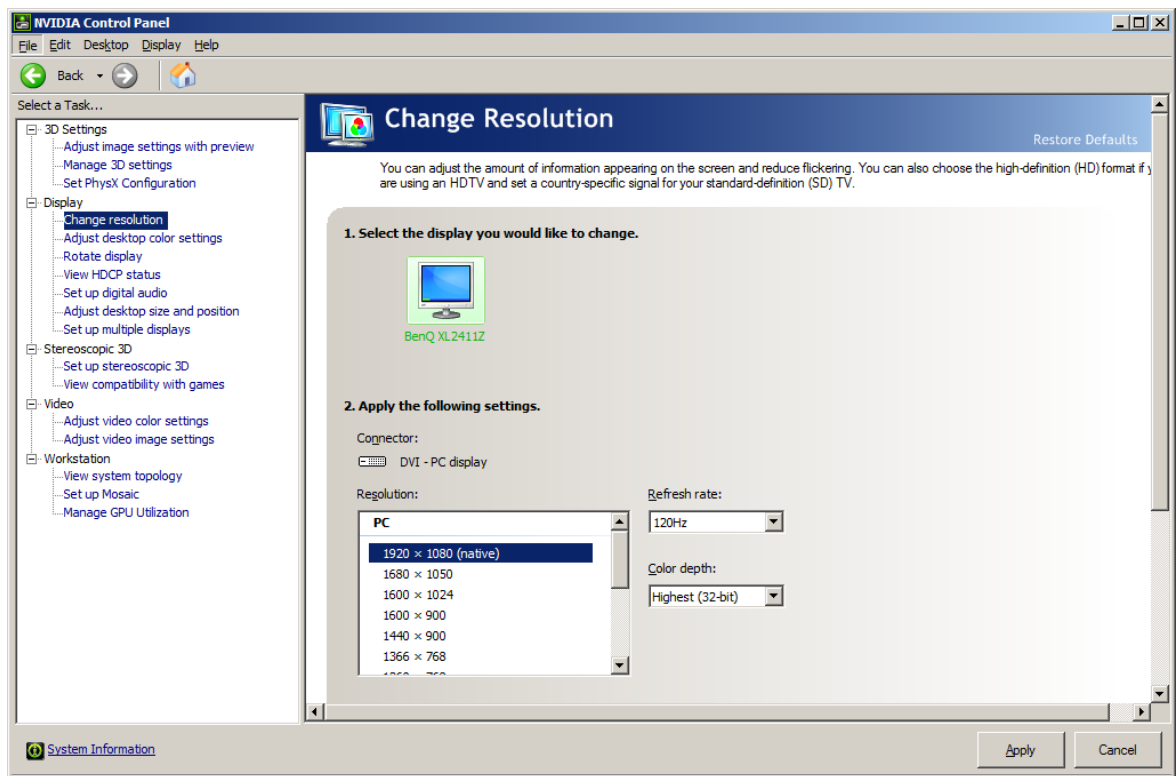 NVIDIA Control Panel
File Edit Desktop Display Help
Back
Select a Task...
3D Settings
Adjust image settings with preview
Manage 3D settings
Set PhysX Configuration
Display
Change resolution
Adjust desktop color settings
Rotate display
View HDCP status
Set up digital audio
Adjust desktop size and position
Set up multiple displays
Stereoscopic 3D
Set up stereoscopic 3D
View compatibility with games
Video
Adjust video color settings
Adjust video image settings
Workstation
View system topology
Set up Mosaic
Manage GPU Utilization
Change Resolution
Restore Defaults
You can adjust the amount of information appearing on the screen and reduce flickering. You can also choose the high-definition (HD) format if
are using an HDTV and set a country-specific signal for your standard-definition (SD) TV.
1. Select the display you would like to change.
BenQ XL2411Z
2. Apply the following settings.
Connector:
DVI - PC display
Resolution:
PC
1920 × 1080 (native)
1680 × 1050
1600 × 1024
1600 × 900
1440 × 900
1366 × 768
Refresh rate:
120Hz
Color depth:
Highest (32-bit)
System Information
Apply
Cancel